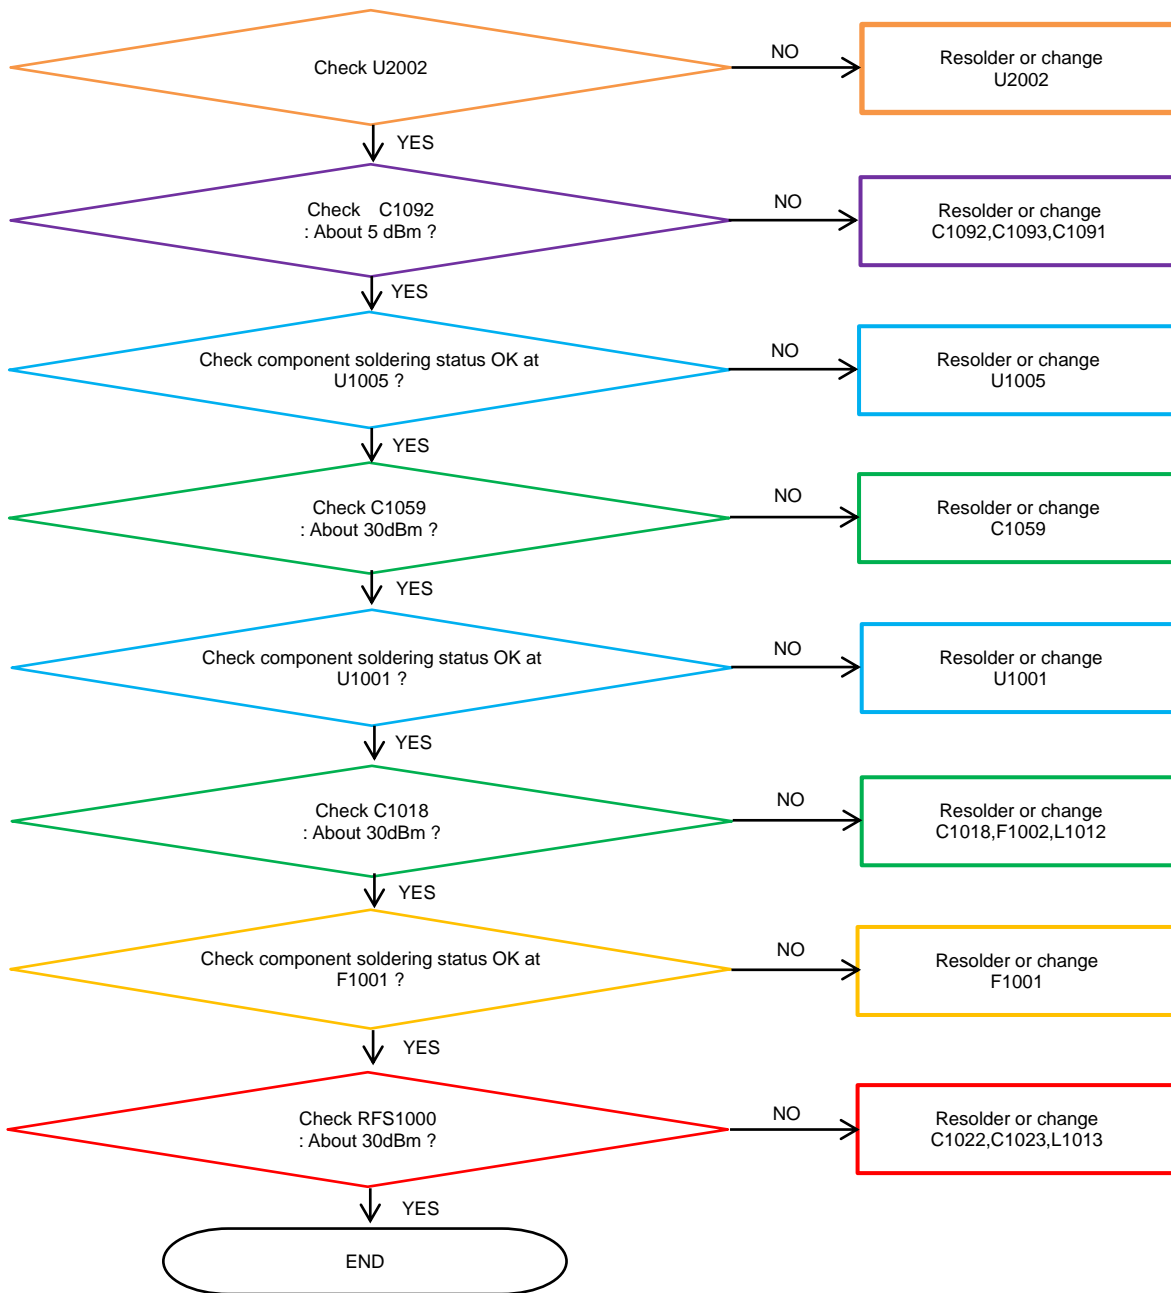 Check U2002
NO
Resolder or change
U2002
YES
Check C1092
: About 5 dBm ?
NO
Resolder or change
C1092,C1093,C1091
YES
Check component soldering status OK at
U1005 ?
NO
Resolder or change
U1005
YES
Check C1059
: About 30dBm ?
NO
Resolder or change
C1059
YES
Check component soldering status OK at
U1001 ?
NO
Resolder or change
U1001
YES
Check C1018
: About 30dBm ?
NO
Resolder or change
C1018,F1002,L1012
YES
Check component soldering status OK at
F1001 ?
NO
Resolder or change
F1001
YES
Check RFS1000
: About 30dBm ?
NO
Resolder or change
C1022,C1023,L1013
YES
END